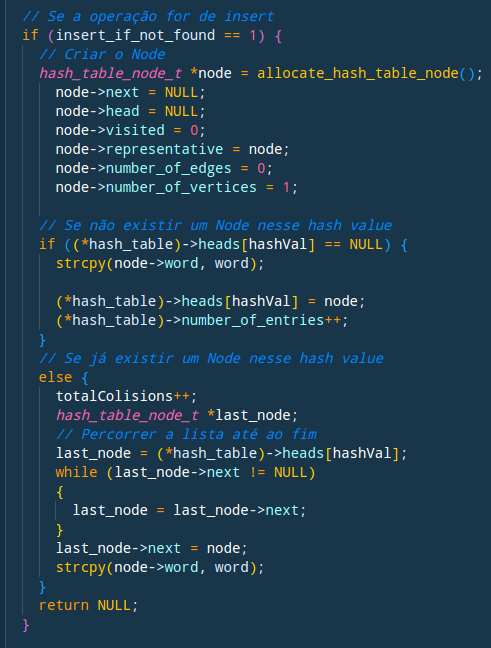 // Se a operação for de insert
if (insert_if_not_found == 1) {
// Criar o Node
hash_table_node_t *node = allocate_hash_table_node();
node->next = NULL;
node->head = NULL;
node->visited = 0;
node->representative = node;
node->number_of_edges = 0;
node->number_of_vertices = 1;
// Se não existir um Node nesse hash value
if ((*hash_table)->heads[hashVal] == NULL) {
strcpy(node->word, word);
(*hash_table)->heads[hashVal] = node;
(*hash_table)->number_of_entries++;
}
// Se já existir um Node nesse hash value
else {
totalColisions++;
hash_table_node_t *last_node;
// Percorrer a lista até ao fim
last_node = (*hash_table)->heads[hashVal];
while (last_node->next != NULL)
{
last_node = last_node->next;
}
last_node->next = node;
strcpy(node->word, word);
}
return NULL;
}